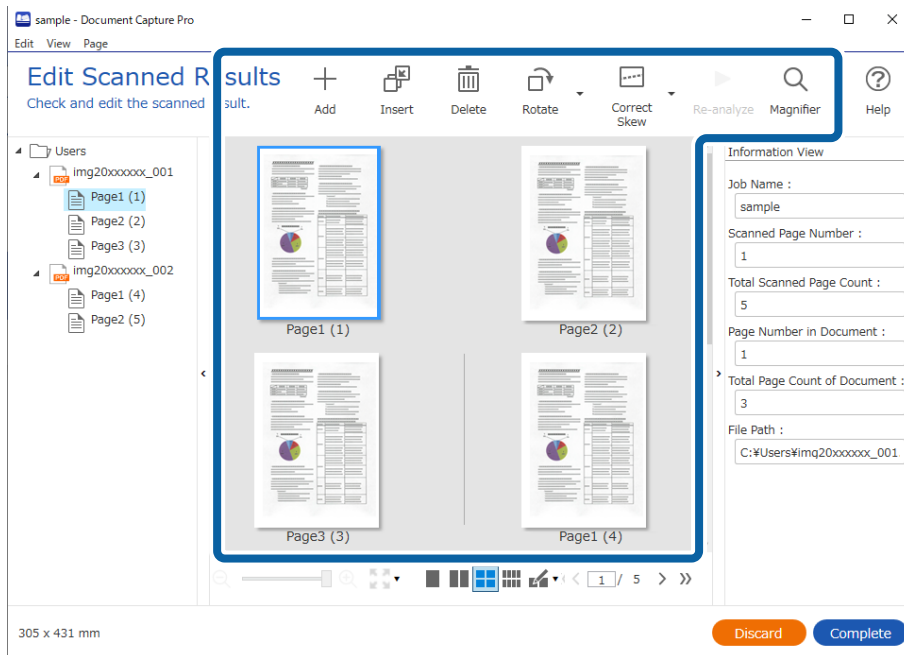 sample - Document Capture Pro
Edit View Page
Edit Scanned Results
Check and edit the scanned sult.
Add
Insert
Delete
Rotate
Correct
Skew
Re-analyze
Magnifier
Help
Users
PDF
img20xxxxxx_001
Page1 (1)
Page2 (2)
Page3 (3)
PDF
img20xxxxxx_002
Page1 (4)
Page2 (5)
Page1 (1)
Page2 (2)
Page3 (3)
Page1 (4)
1 / 5
Information View
Job Name :
sample
Scanned Page Number :
1
Total Scanned Page Count :
5
Page Number in Document :
1
Total Page Count of Document :
3
File Path :
C:¥Users¥img20xxxxxx_001
305 x 431 mm
Discard
Complete